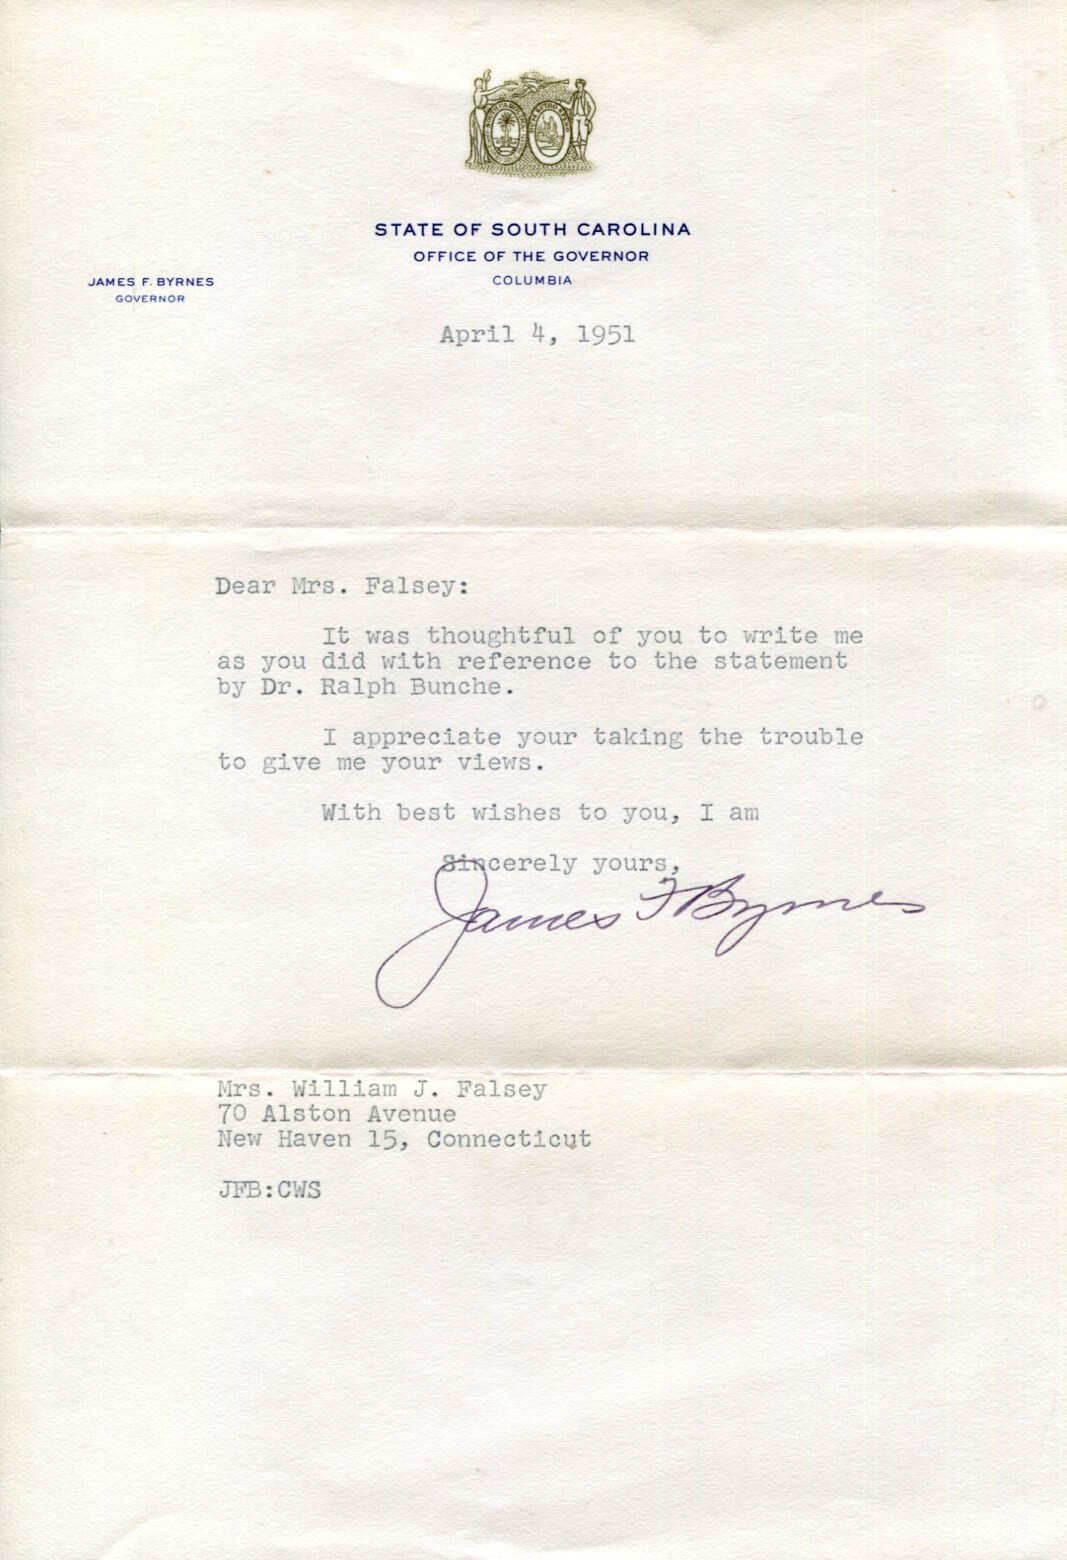 STATE OF SOUTH CAROLINA
OFFICE OF THE GOVERNOR
COLUMBIA
JAMES F. BYRNES
GOVERNOR
April 4, 1951
Dear Mrs. Falsey:
It was thoughtful of you to write me
as you did with reference to the statement
by Dr. Ralph Bunche.
I appreciate your taking the trouble
to give me your views.
With best wishes to you, I am
Sincerely yours,
James F Byrnes
Mrs. William J. Falsey
70 Alston Avenue
New Haven 15, Connecticut
JFB:CWS